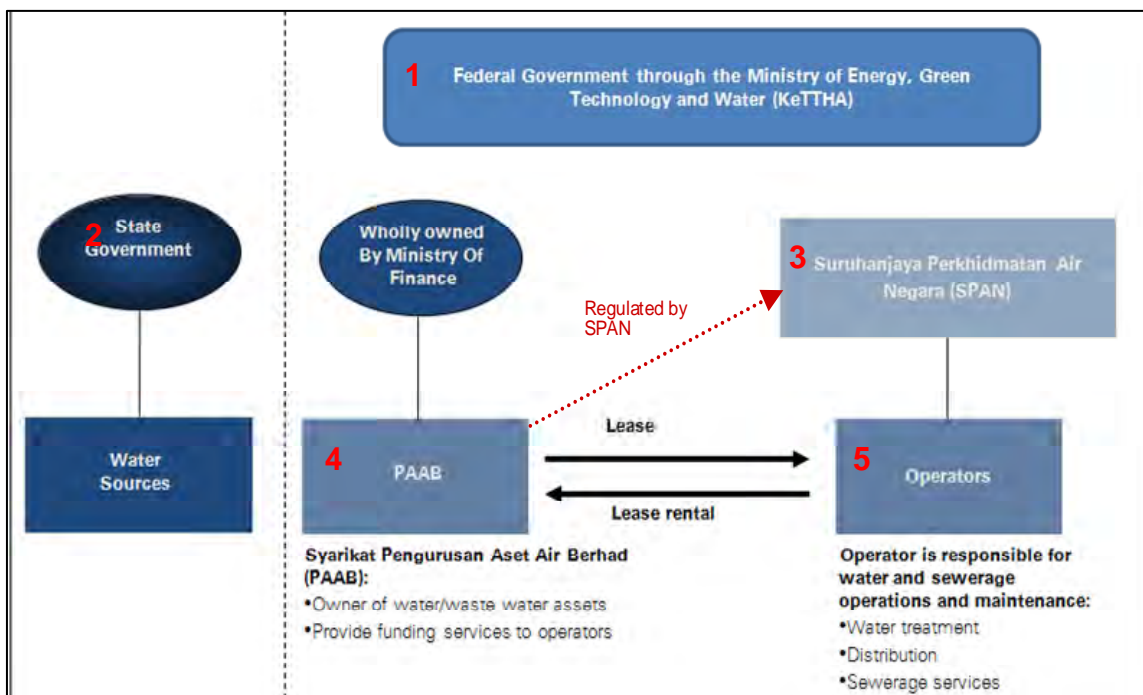 1
Federal Government through the Ministry of Energy, Green
Technology and Water (KeTTHA)
2
State
Government
Wholly owned
By Ministry Of
Finance
3
Suruhanjaya Perkhidmatan Air
Negara (SPAN)
Regulated by
SPAN
Water
Sources
4
PAAB
Lease
Lease rental
5
Operators
Syarikat Pengurusan Aset Air Berhad
(PAAB):
•Owner of water/waste water assets
•Provide funding services to operators
Operator is responsible for
water and sewerage
operations and maintenance:
•Water treatment
•Distribution
•Sewerage services